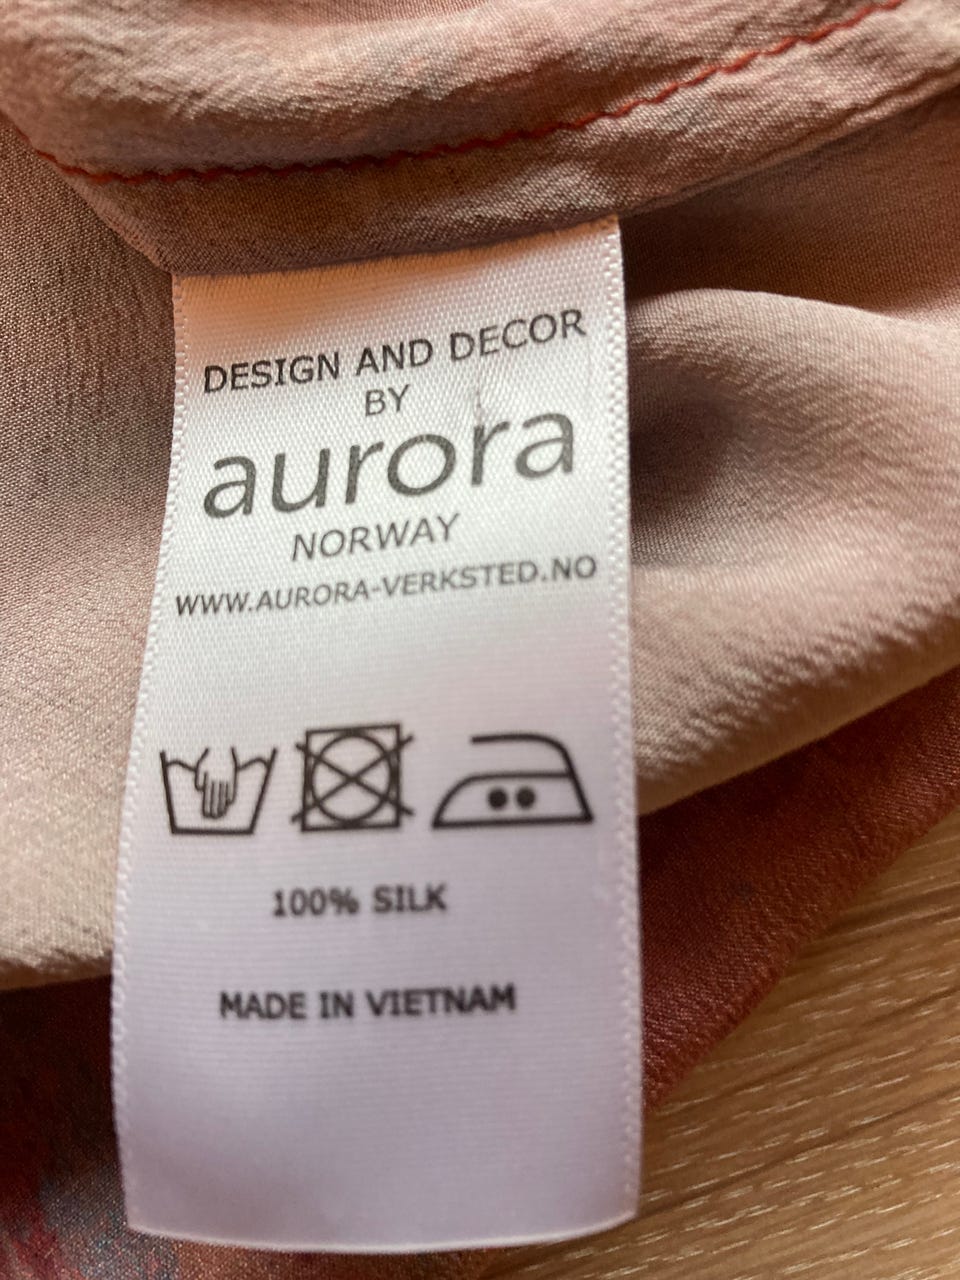 DESIGN AND DECOR
BY
aurora
NORWAY
WWW.AURORA-VERKSTED.NO
100% SILK
MADE IN VIETNAM